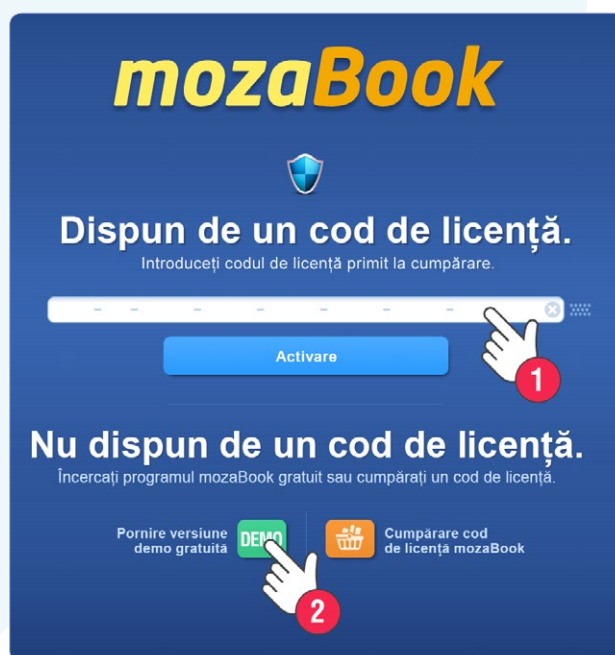 mozaBook
Dispun de un cod de licență.
Introduceți codul de licență primit la cumpărare.
- - - - - - - -
Activare
1
Nu dispun de un cod de licență.
Încercați programul mozaBook gratuit sau cumpărați un cod de licență.
Pornire versiune
demo gratuită
DEMO
Cumpărare cod
de licență mozaBook
2